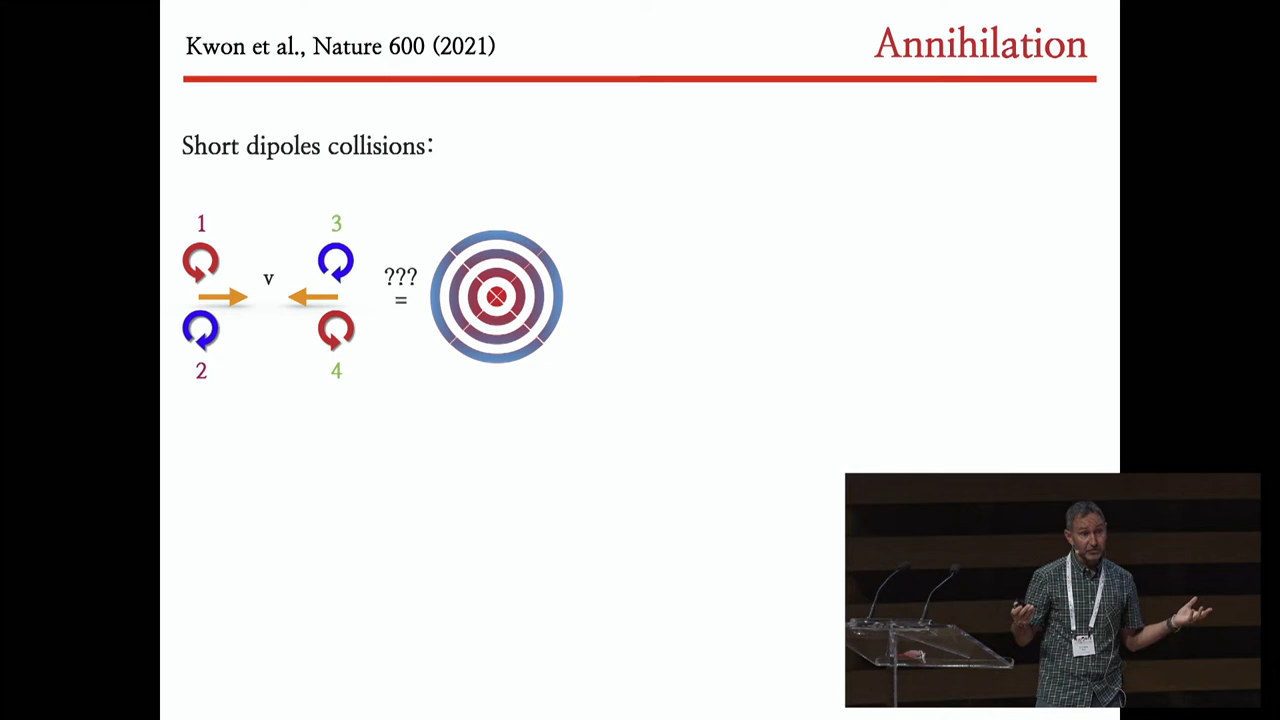 Kwon et al., Nature 600 (2021)
Annihilation
Short dipoles collisions:
1
3
v
???
=
2
4